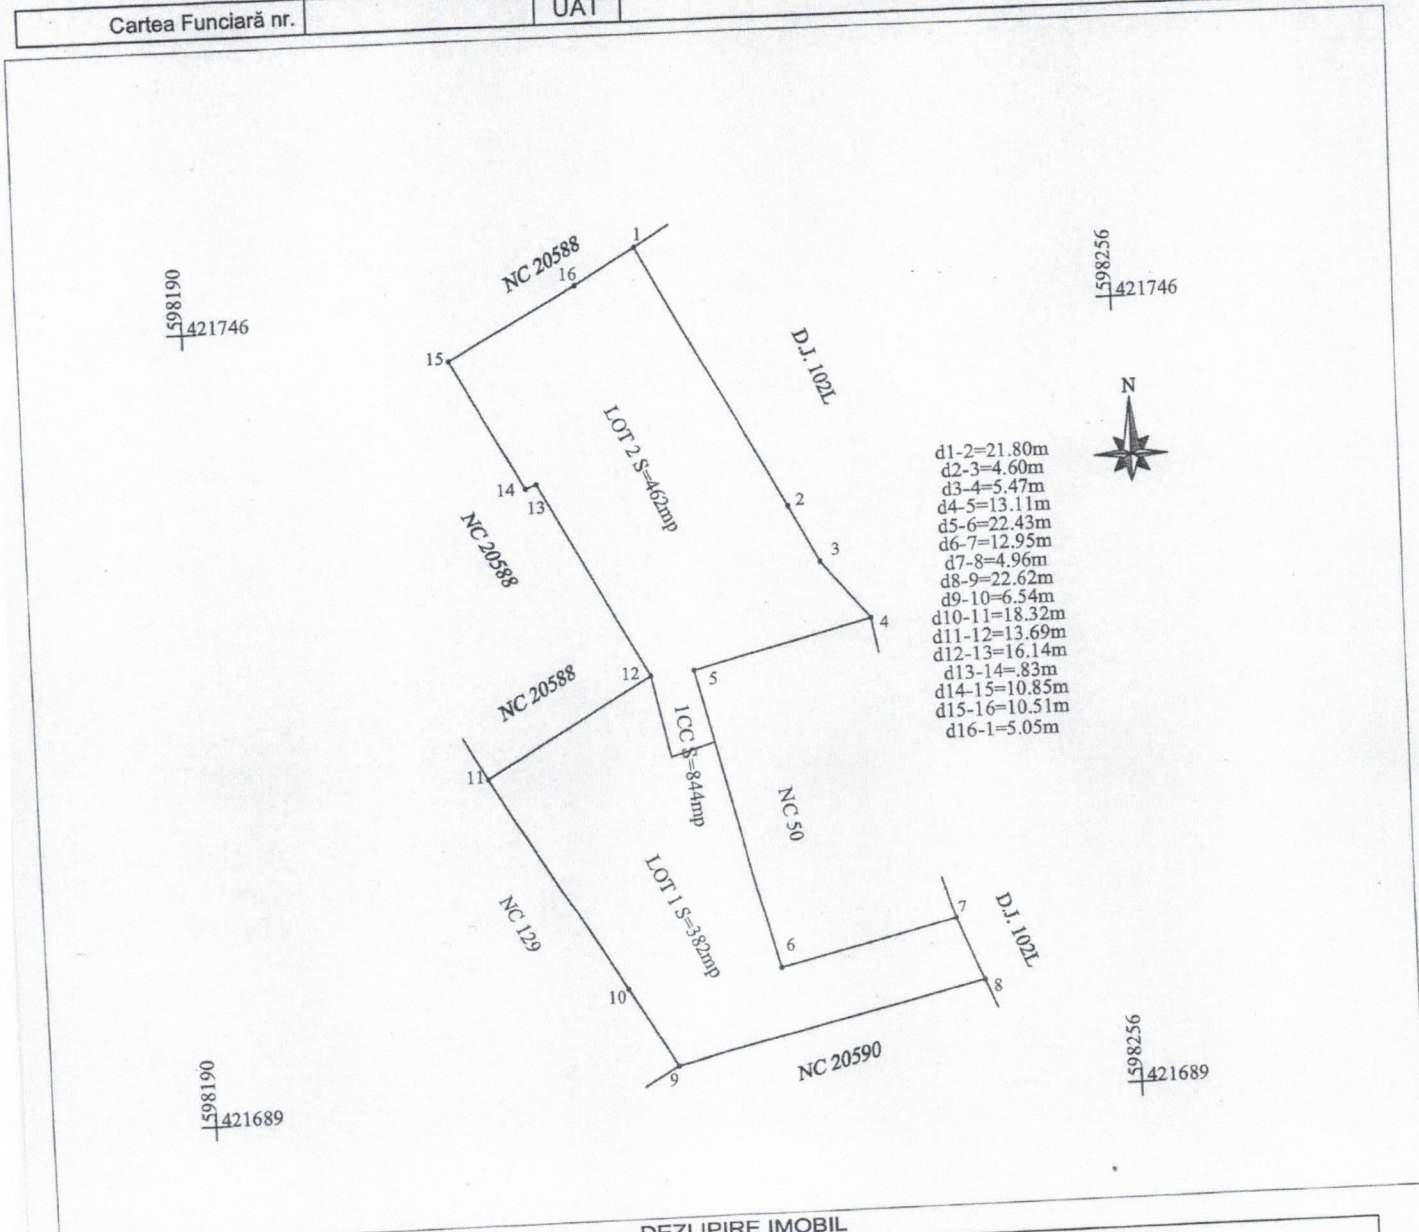 Cartea Funciară nr.
UAT
1
NC 20588
16
598190
421746
598256
421746
15
D.J. 102L
N
LOT 2 S=462mp
d1-2=21.80m
d2-3=4.60m
d3-4=5.47m
d4-5=13.11m
d5-6=22.43m
d6-7=12.95m
d7-8=4.96m
d8-9=22.62m
d9-10=6.54m
d10-11=18.32m
d11-12=13.69m
d12-13=16.14m
d13-14=.83m
d14-15=10.85m
d15-16=10.51m
d16-1=5.05m
14
13
2
NC 20588
3
4
12
5
NC 20588
1CC S=844mp
11
NC 50
LOT 1 S=382mp
NC 129
7
D.J. 102L
6
8
10
NC 20590
9
598190
421689
598256
421689
DEZLIPIRE IMOBIL